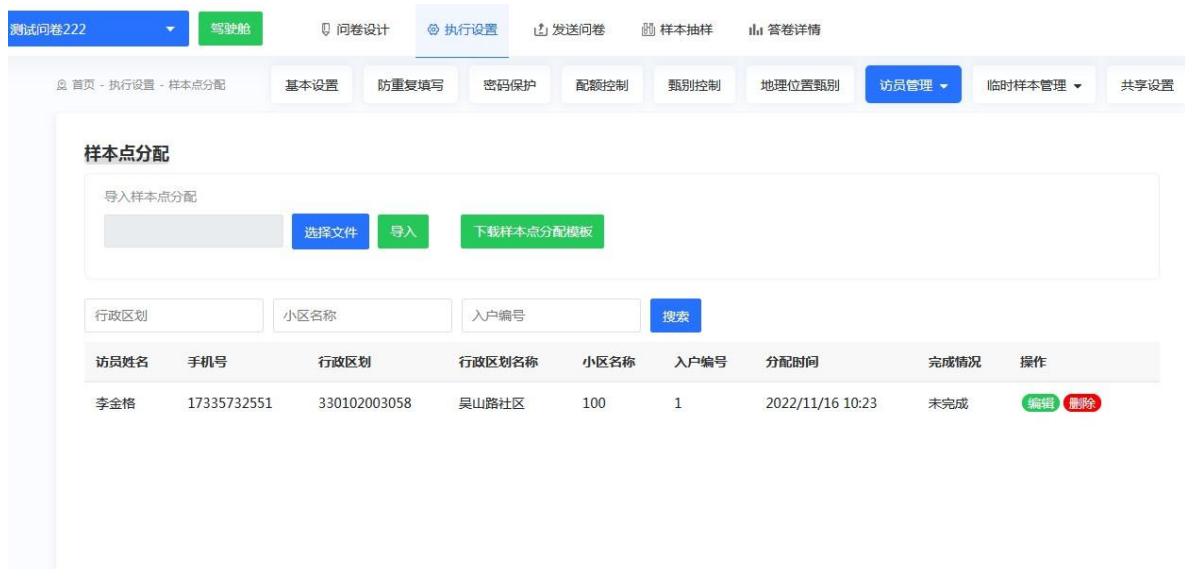 测试问卷222 驾驶舱 问卷设计 执行设置 发送问卷 样本抽样 答卷详情
首页 - 执行设置 - 样本点分配 基本设置 防重复填写 密码保护 配额控制 甄别控制 地理位置甄别 访员管理 临时样本管理 共享设置
样本点分配
导入样本点分配
选择文件 导入 下载样本点分配模板
行政区划 小区名称 入户编号 搜索
访员姓名 手机号 行政区划 行政区划名称 小区名称 入户编号 分配时间 完成情况 操作
李金格 17335732551 330102003058 吴山路社区 100 1 2022/11/16 10:23 未完成 编辑 删除